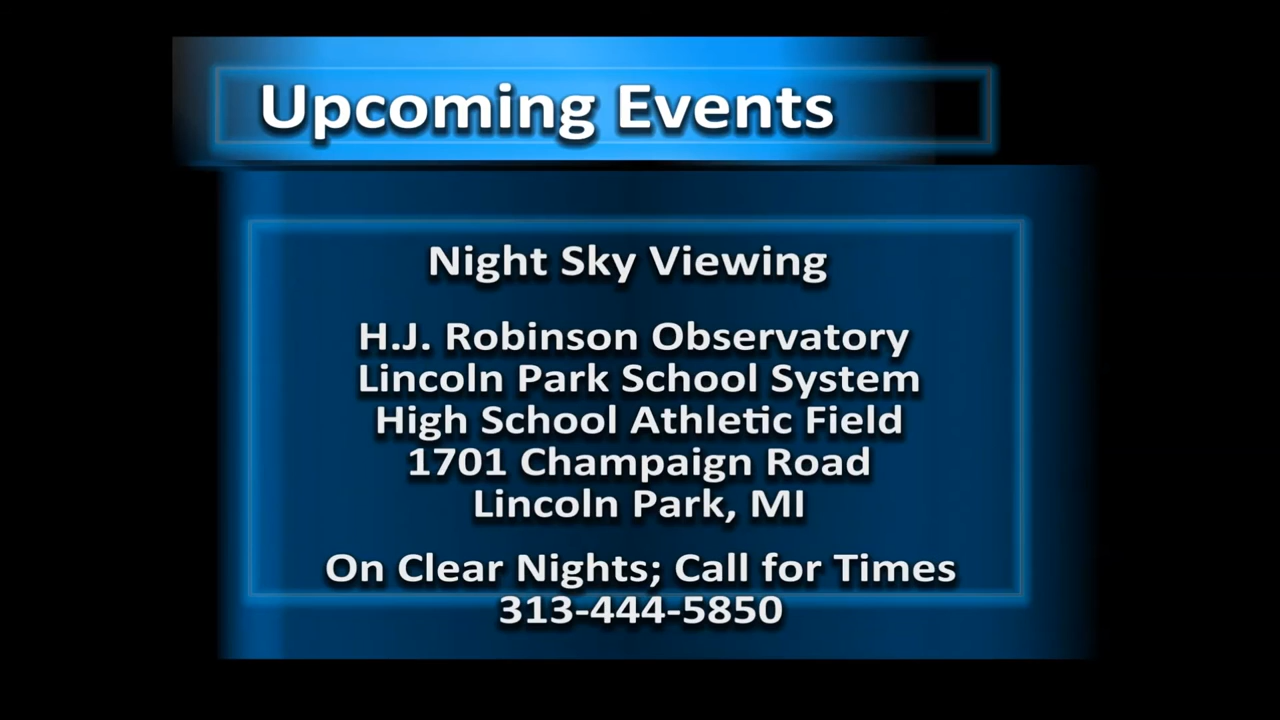 Upcoming Events
Night Sky Viewing
H.J. Robinson Observatory
Lincoln Park School System
High School Athletic Field
1701 Champaign Road
Lincoln Park, MI
On Clear Nights; Call for Times
313-444-5850